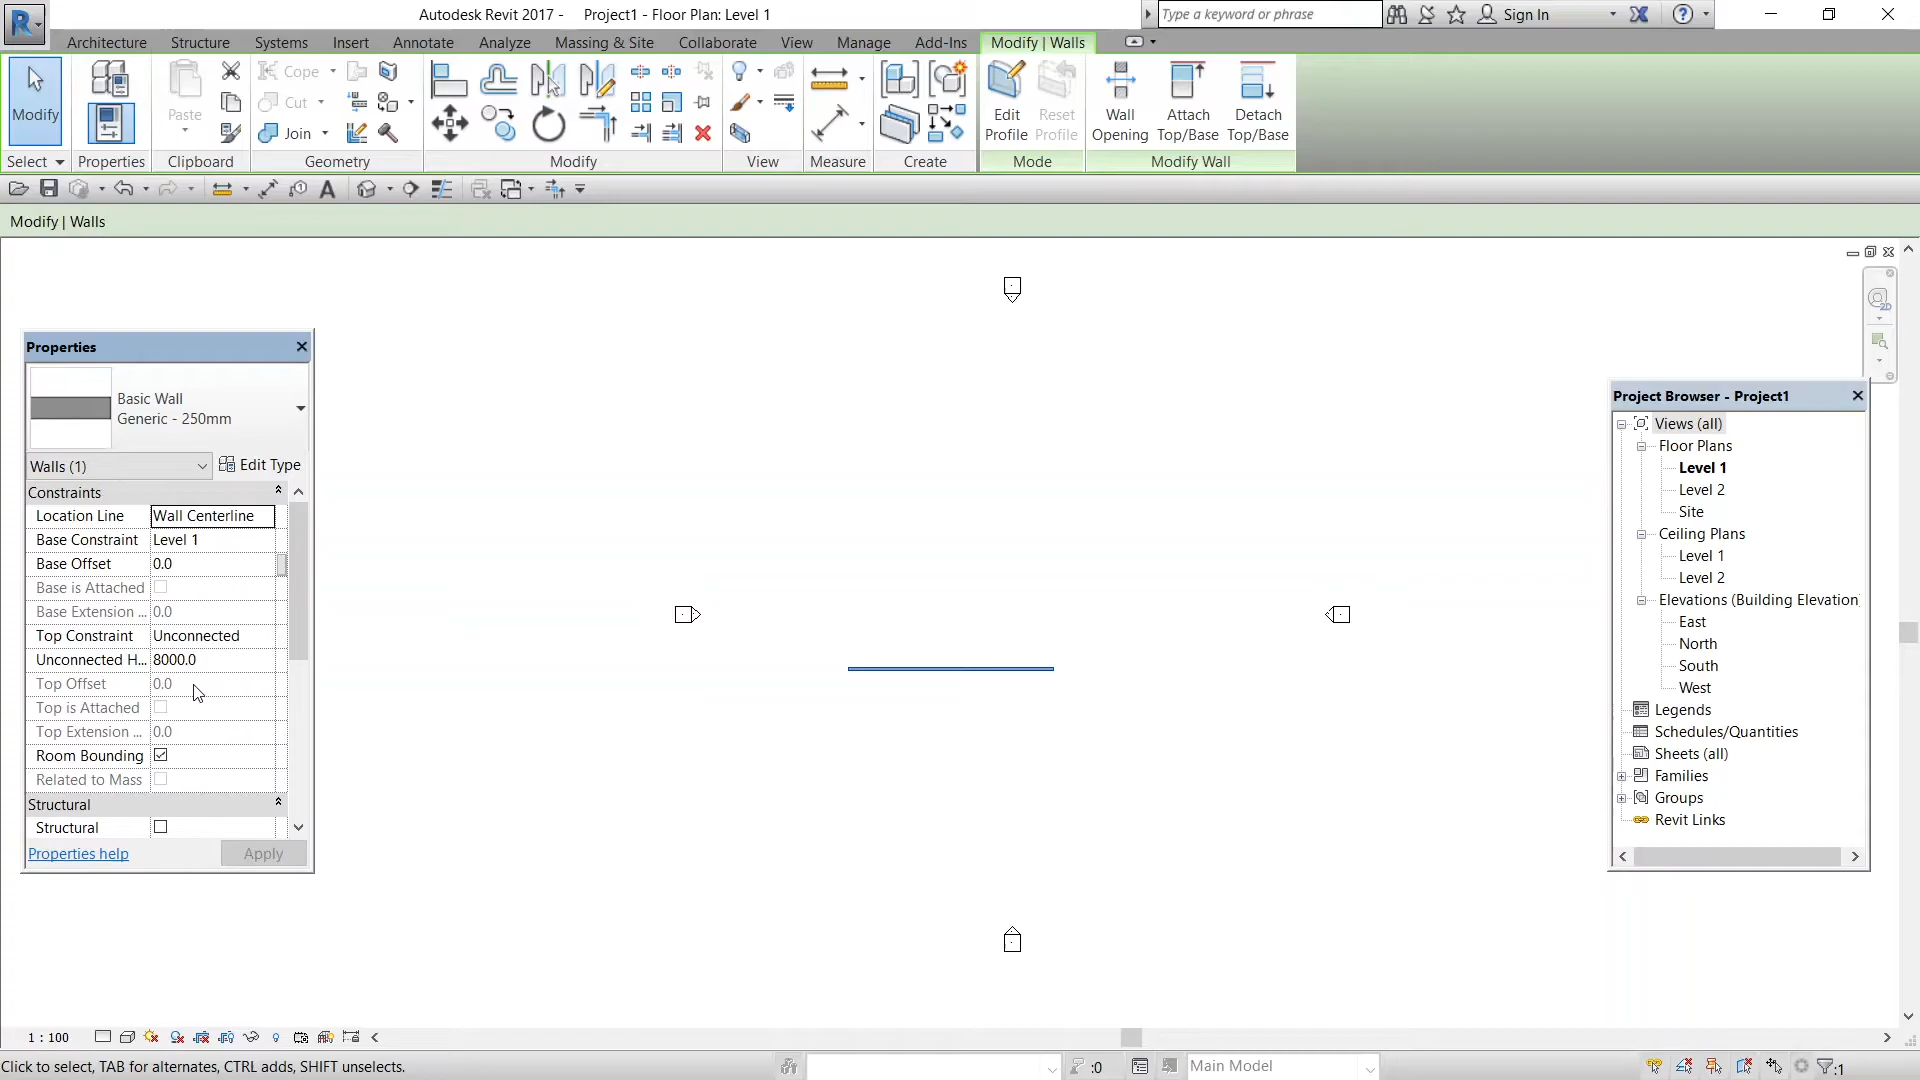 Autodesk Revit 2017 -     Project1 - Floor Plan: Level 1
Type a keyword or phrase
Sign In
Architecture Structure Systems Insert Annotate Analyze Massing & Site Collaborate View Manage Add-Ins Modify | Walls
Modify
Paste
Cope
Cut
Join
Edit Profile
Reset Profile
Wall Opening
Attach Top/Base
Detach Top/Base
Select Properties Clipboard Geometry Modify View Measure Create Mode Modify Wall
Modify | Walls
Properties
Basic Wall
Generic - 250mm
Walls (1) Edit Type
Constraints
Location Line Wall Centerline
Base Constraint Level 1
Base Offset 0.0
Base is Attached
Base Extension ... 0.0
Top Constraint Unconnected
Unconnected H... 8000.0
Top Offset 0.0
Top is Attached
Top Extension ... 0.0
Room Bounding
Related to Mass
Structural
Structural
Properties help Apply
Project Browser - Project1
Views (all)
Floor Plans
Level 1
Level 2
Site
Ceiling Plans
Level 1
Level 2
Elevations (Building Elevation)
East
North
South
West
Legends
Schedules/Quantities
Sheets (all)
Families
Groups
Revit Links
2D
1 : 100
Click to select, TAB for alternates, CTRL adds, SHIFT unselects.
:0
Main Model
:1